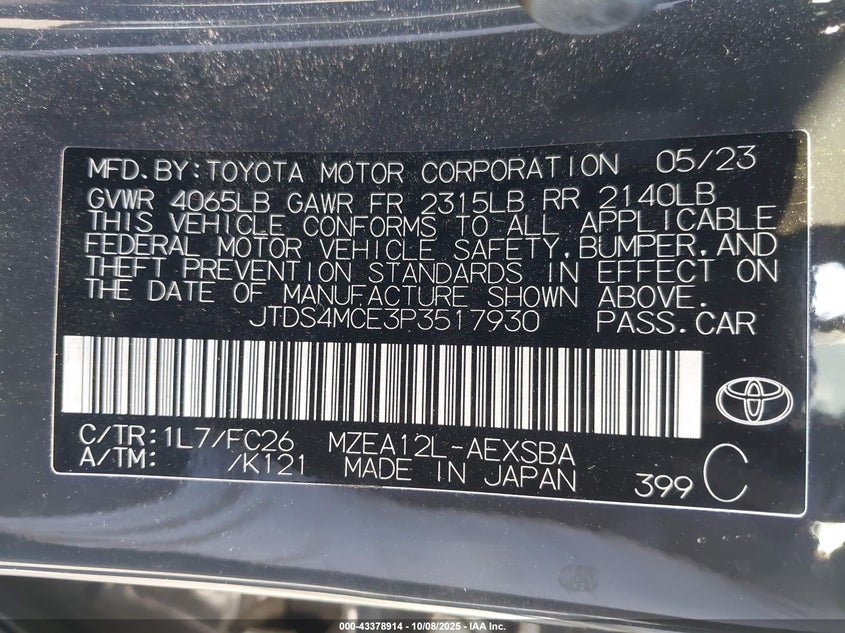 MFD.BY:TOYOTA MOTOR CORPORATION 05/23
GVWR 4065LB GAWR FR 2315LB RR 2140LB
THIS VEHICLE CONFORMS TO ALL APPLICABLE
FEDERAL MOTOR VEHICLE SAFETY,BUMPER,AND
THEFT PREVENTION STANDARDS IN EFFECT ON
THE DATE OF MANUFACTURE SHOWN ABOVE.
JTDS4MCE3P3517930 PASS.CAR
C/TR:1L7/FC26 MZEA12L-AEXSBA
A/TM: /K121 MADE IN JAPAN 399 C
000-43378914 - 10/08/2025 - IAA Inc.